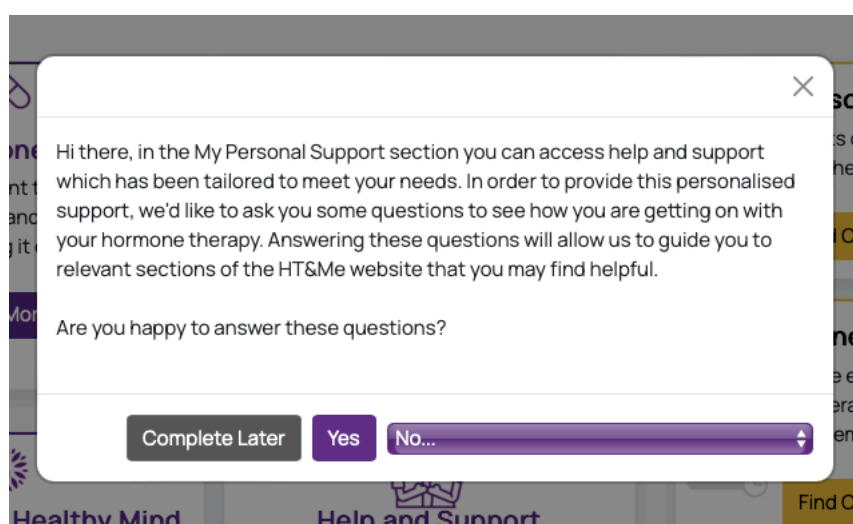 Hi there, in the My Personal Support section you can access help and support
which has been tailored to meet your needs. In order to provide this personalised
support, we'd like to ask you some questions to see how you are getting on with
your hormone therapy. Answering these questions will allow us to guide you to
relevant sections of the HT&Me website that you may find helpful.
Are you happy to answer these questions?
Complete Later
Yes
No...
Healthy Mind
Help and Support
Find